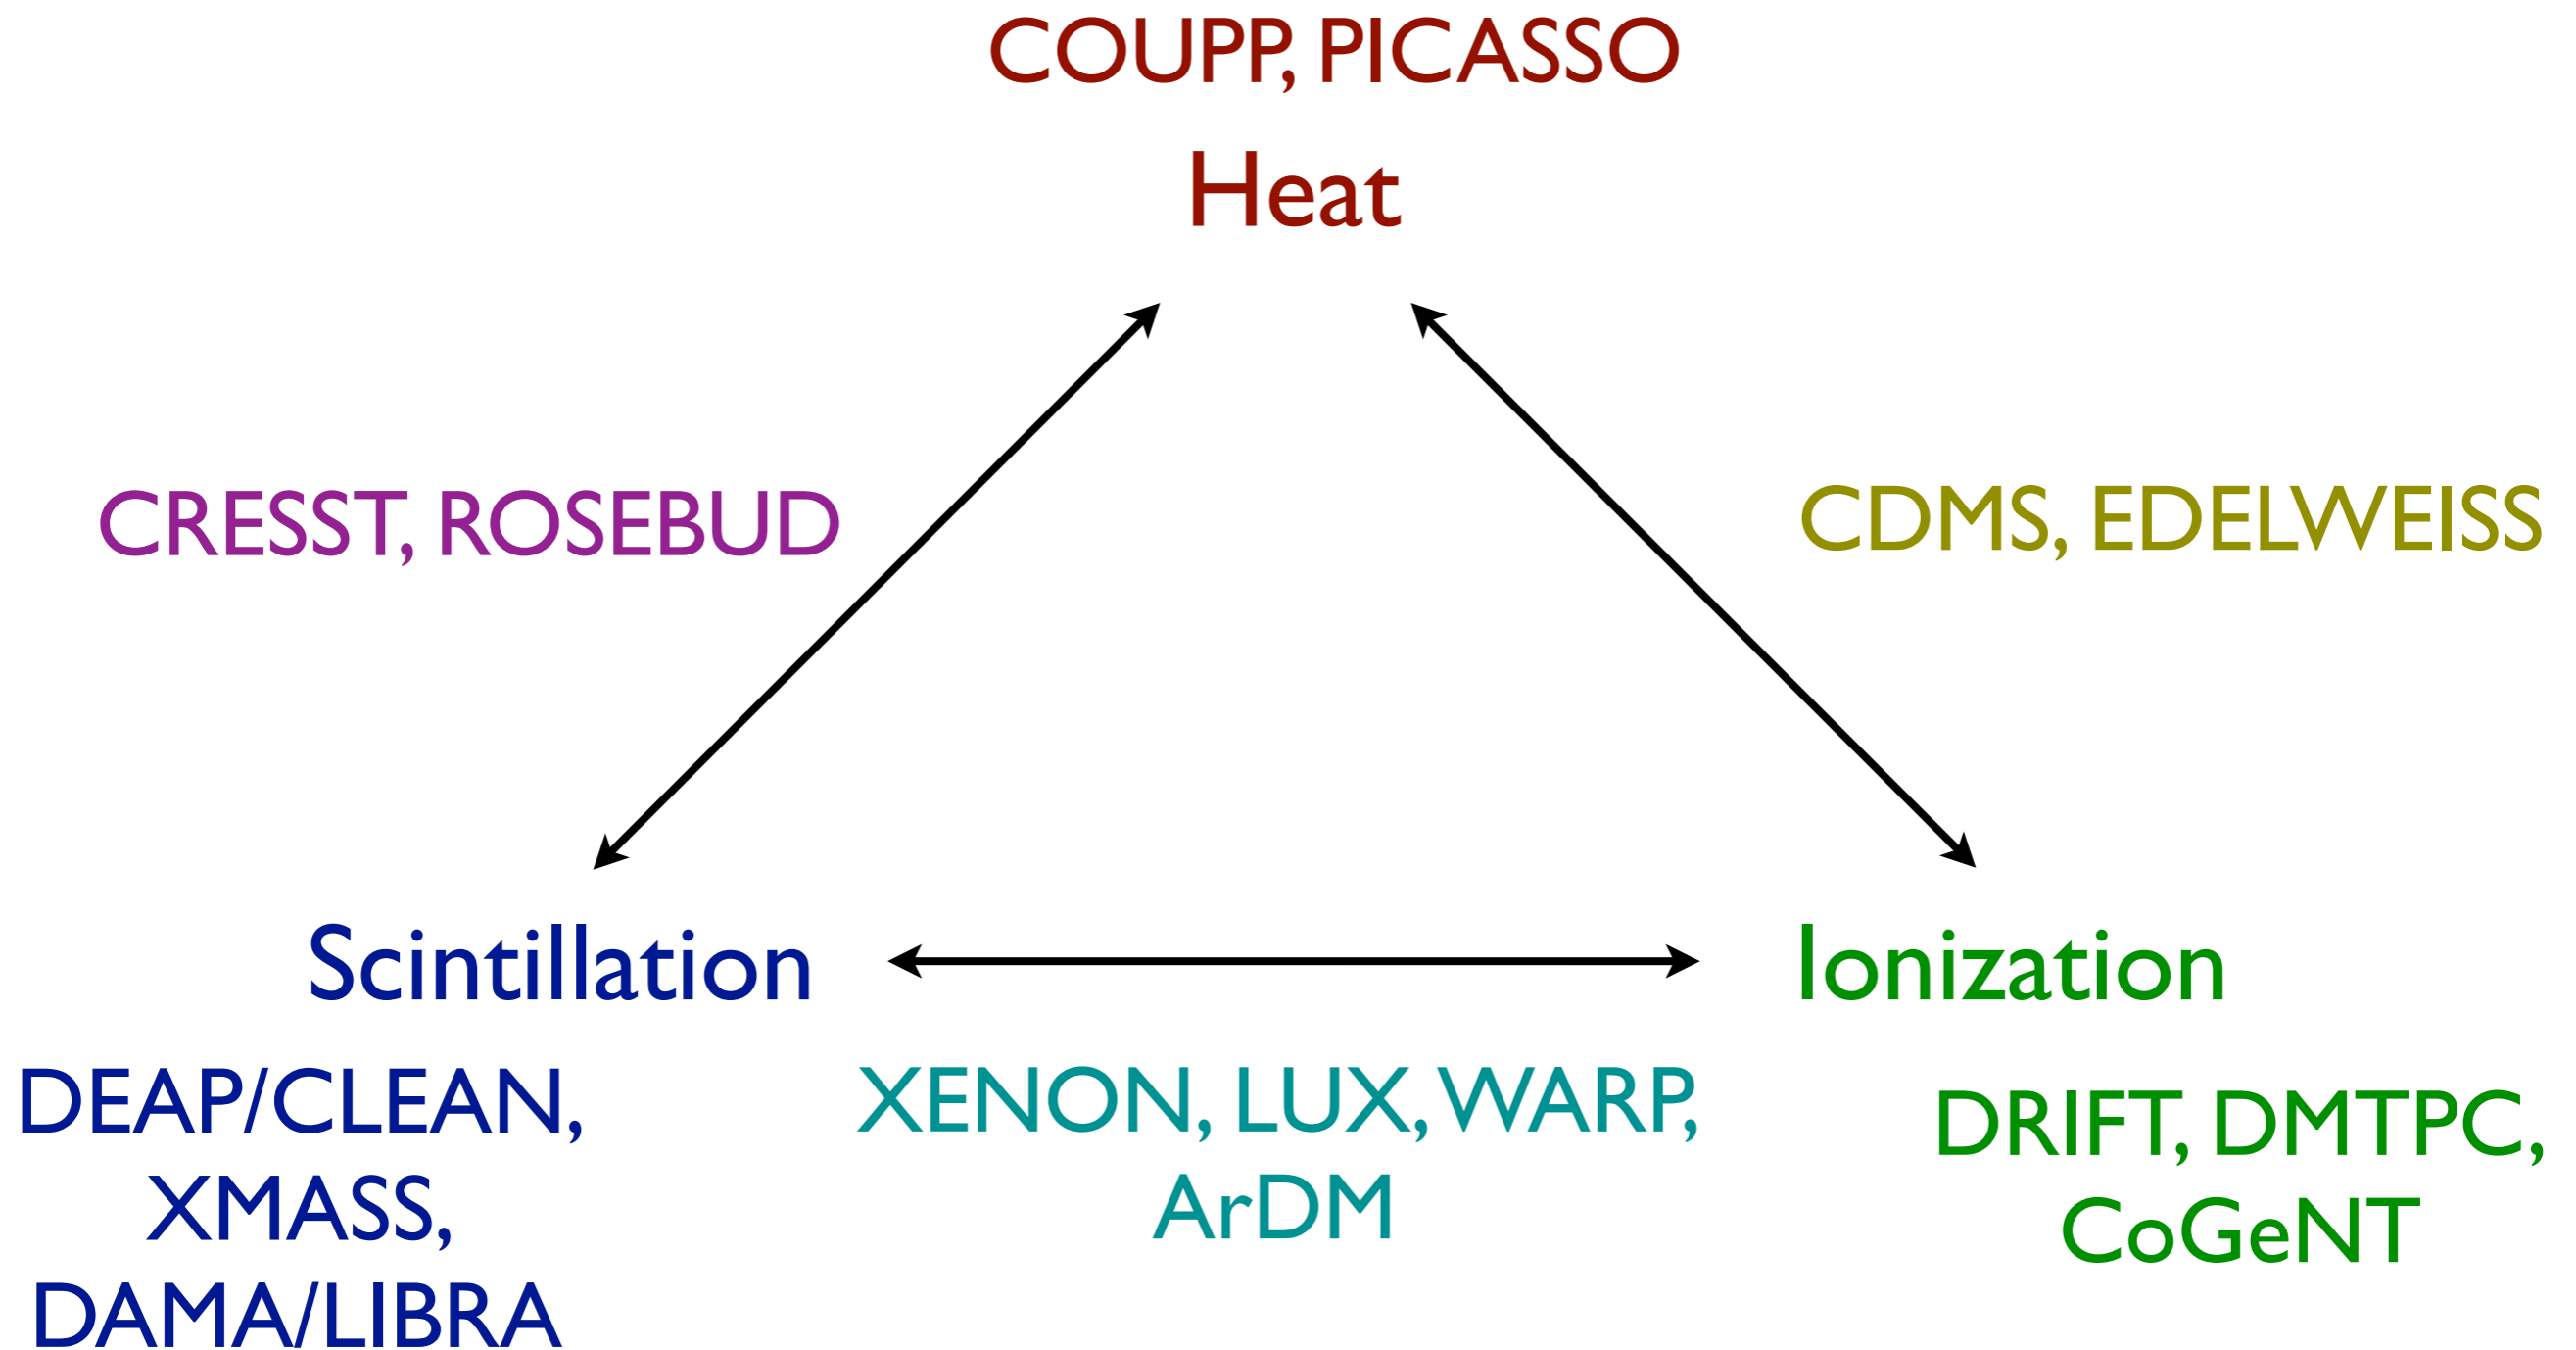 COUPP, PICASSO
Heat
CRESST, ROSEBUD
CDMS, EDELWEISS
Scintillation
Ionization
DEAP/CLEAN,
XMASS,
DAMA/LIBRA
XENON, LUX, WARP,
ArDM
DRIFT, DMTPC,
CoGeNT